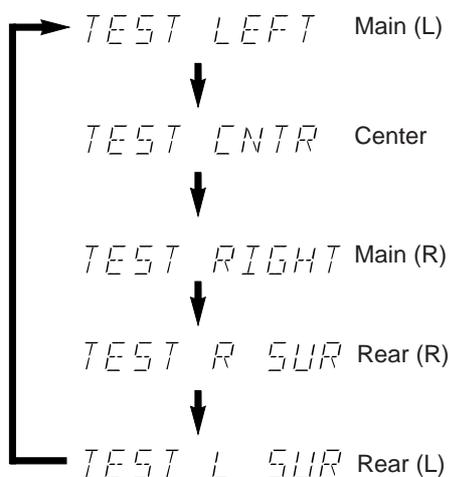 TEST LEFT Main (L)
TEST CNTR Center
TEST RIGHT Main (R)
TEST R SUR Rear (R)
TEST L SUR Rear (L)